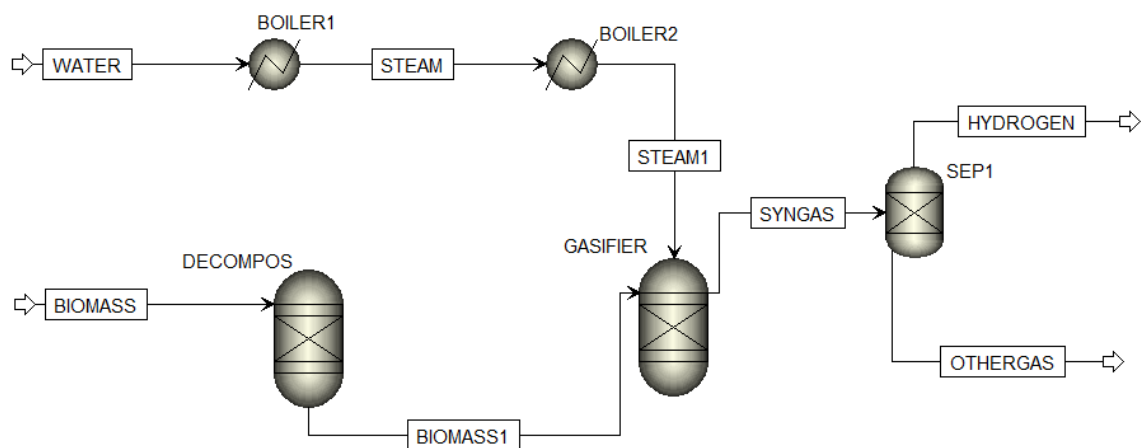 BOILER1
BOILER2
WATER
STEAM
HYDROGEN
STEAM1
SEP1
SYNGAS
GASIFIER
DECOMPOS
BIOMASS
OTHERGAS
BIOMASS1